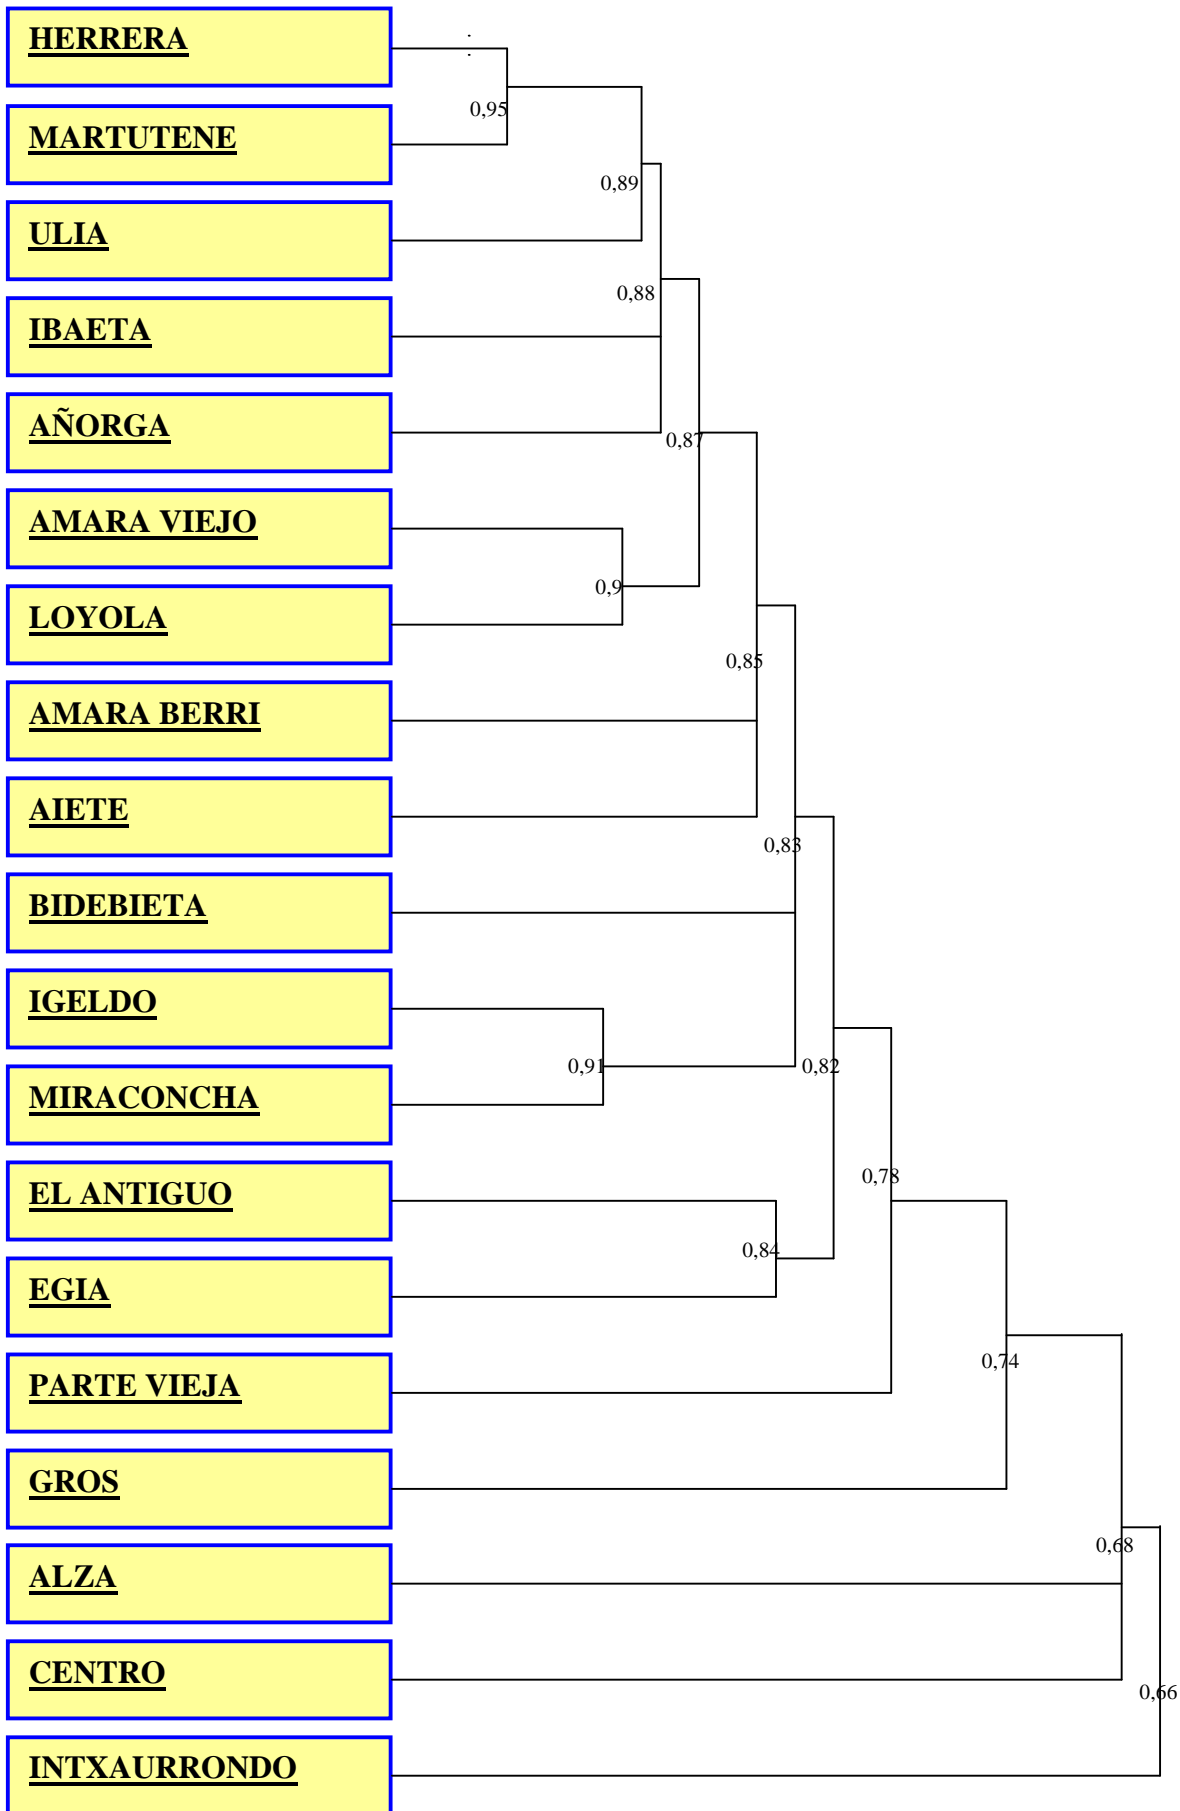 HERRERA
0,95
MARTUTENE
0,89
ULIA
0,88
IBAETA
AÑORGA
0,87
AMARA VIEJO
0,9
LOYOLA
0,85
AMARA BERRI
AIETE
0,83
BIDEBIETA
IGELDO
0,91
0,82
MIRACONCHA
0,78
EL ANTIGUO
0,84
EGIA
0,74
PARTE VIEJA
GROS
0,68
ALZA
CENTRO
0,66
INTXAURRONDO